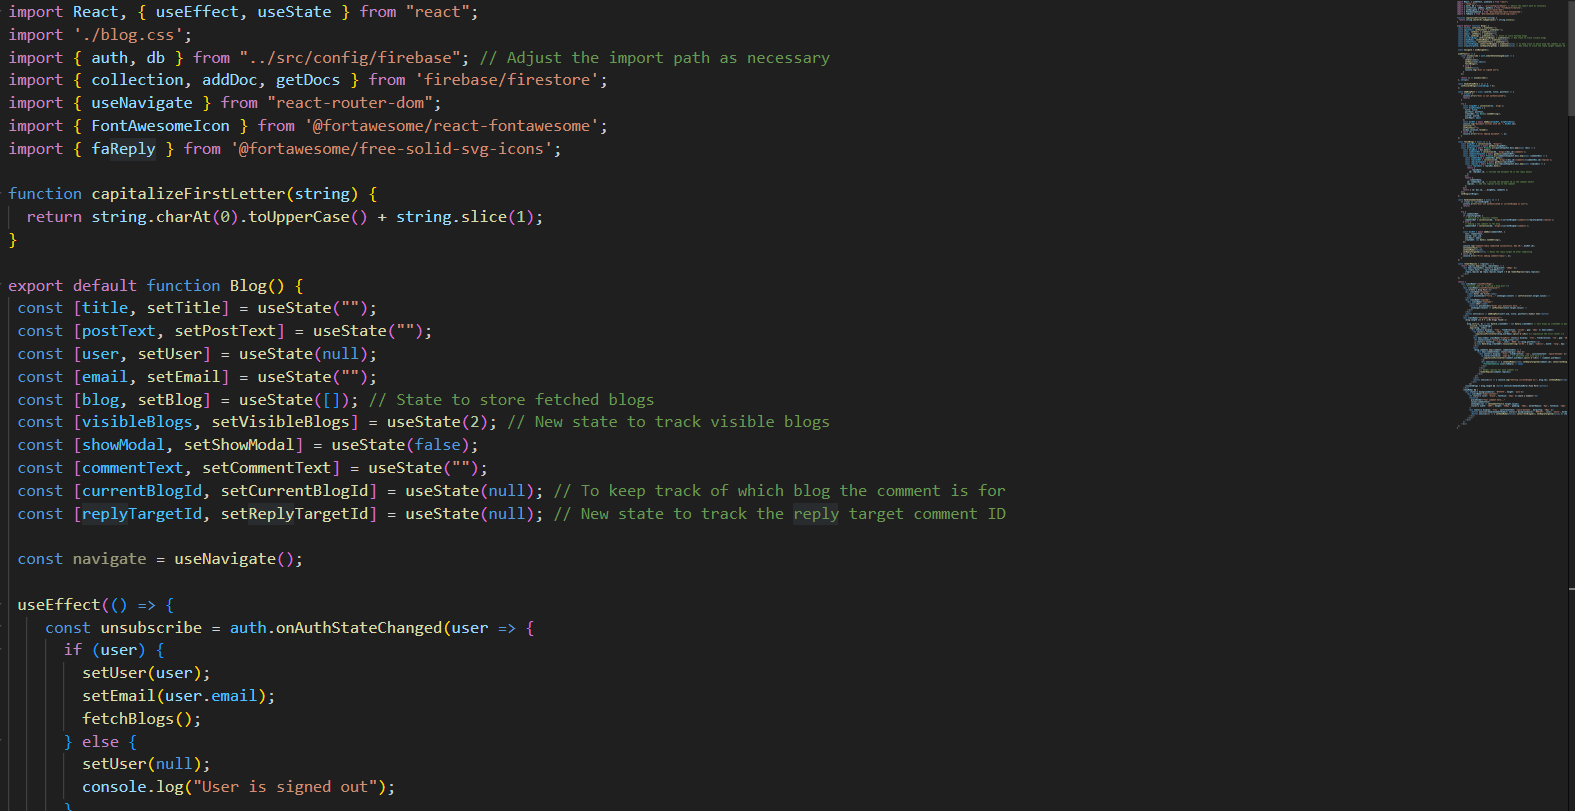 import React, { useEffect, useState } from "react";
import './blog.css';
import { auth, db } from "../src/config/firebase"; // Adjust the import path as necessary
import { collection, addDoc, getDocs } from 'firebase/firestore';
import { useNavigate } from "react-router-dom";
import { FontAwesomeIcon } from '@fortawesome/react-fontawesome';
import { faReply } from '@fortawesome/free-solid-svg-icons';

function capitalizeFirstLetter(string) {
  return string.charAt(0).toUpperCase() + string.slice(1);
}

export default function Blog() {
 const [title, setTitle] = useState("");
 const [postText, setPostText] = useState("");
 const [user, setUser] = useState(null);
 const [email, setEmail] = useState("");
 const [blog, setBlog] = useState([]); // State to store fetched blogs
 const [visibleBlogs, setVisibleBlogs] = useState(2); // New state to track visible blogs
 const [showModal, setShowModal] = useState(false);
 const [commentText, setCommentText] = useState("");
 const [currentBlogId, setCurrentBlogId] = useState(null); // To keep track of which blog the comment is for
 const [replyTargetId, setReplyTargetId] = useState(null); // New state to track the reply target comment ID

 const navigate = useNavigate();

 useEffect(() => {
    const unsubscribe = auth.onAuthStateChanged(user => {
      if (user) {
        setUser(user);
        setEmail(user.email);
        fetchBlogs();
      } else {
        setUser(null);
        console.log("User is signed out");
      }